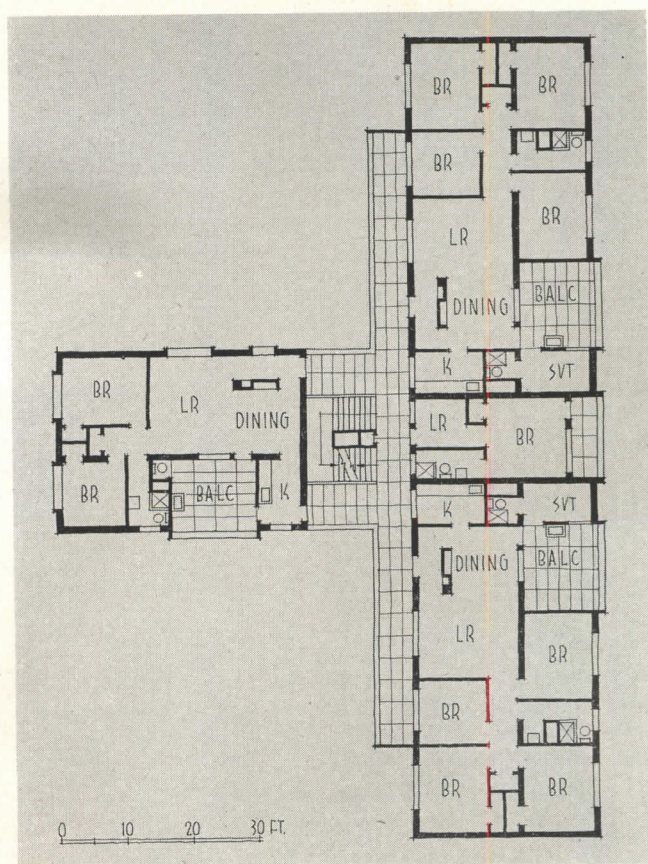 BR BR
BR
BR
LR
DINING BALC
K SVT
BR LR DINING
LR BR
BR BALC K
K SVT
DINING BALC
LR
BR
BR
BR BR
0 10 20 30 FT.